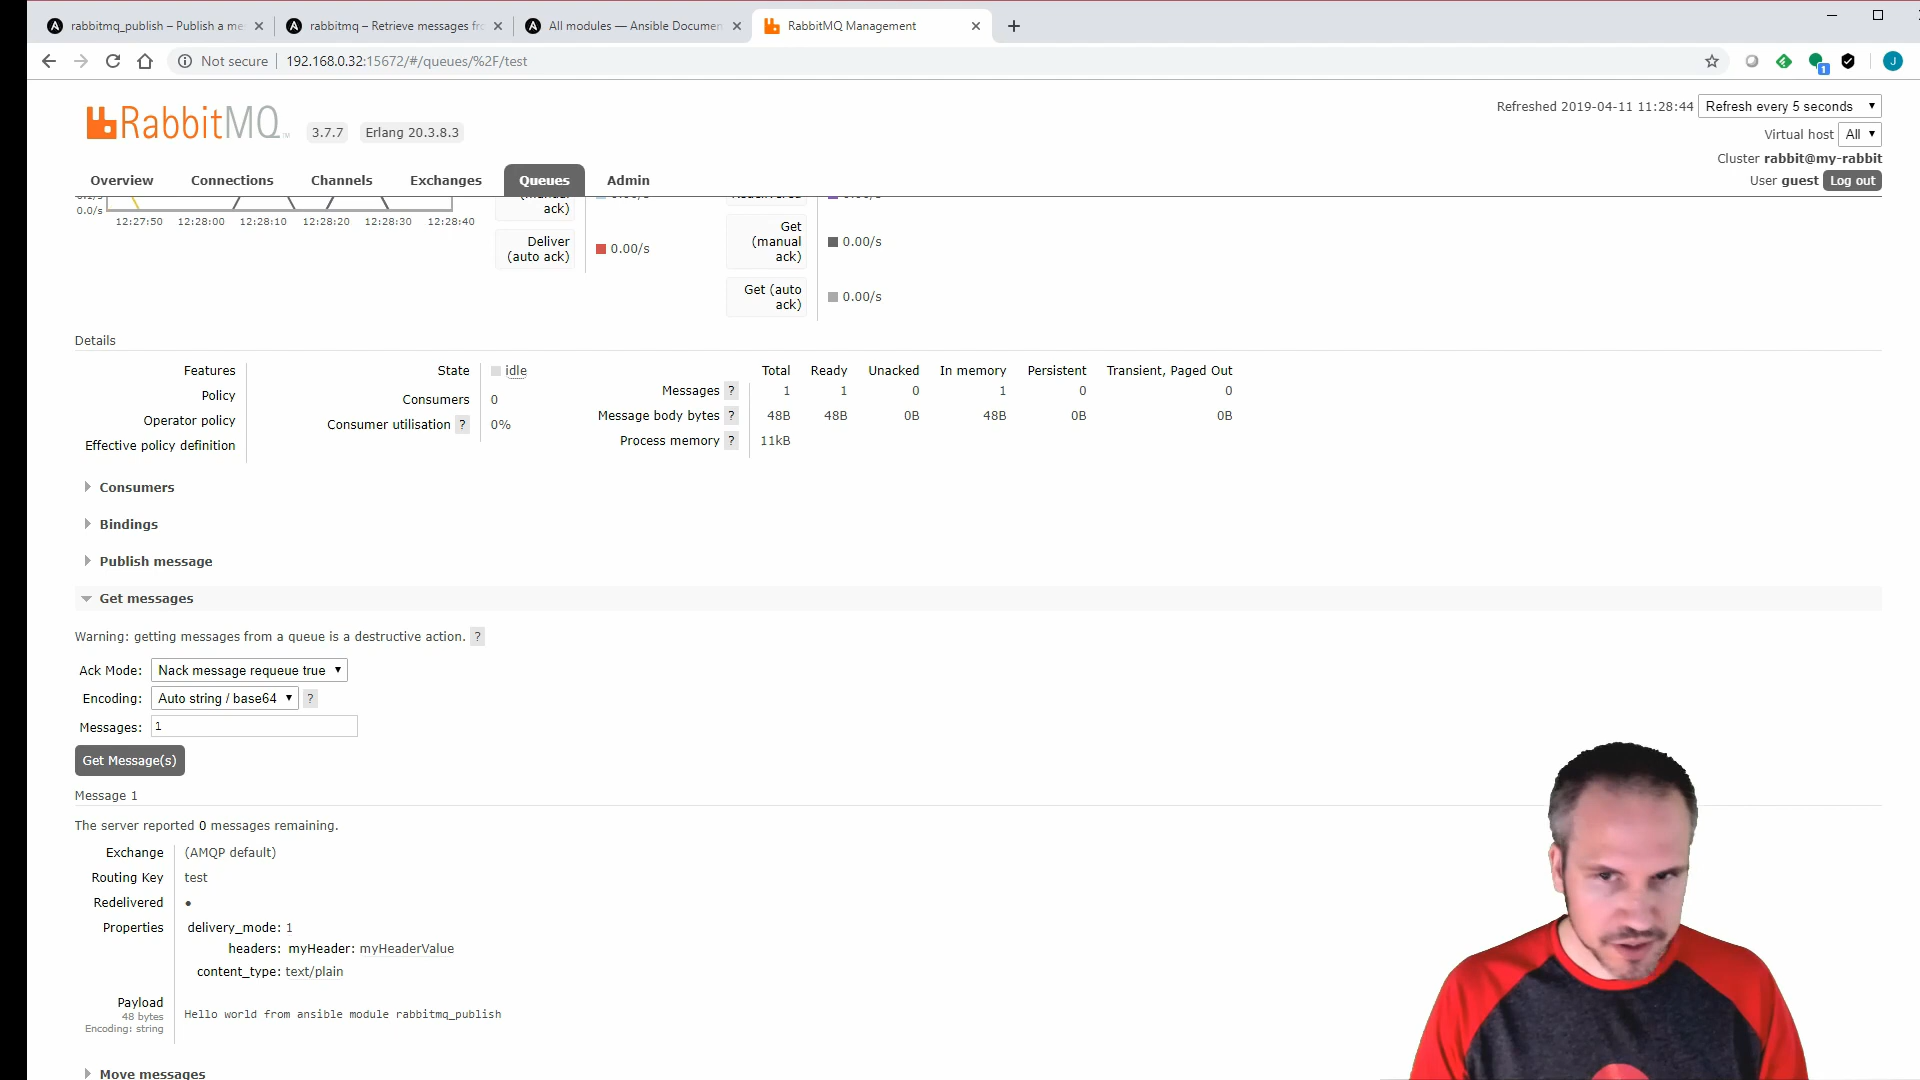 rabbitmq_publish – Publish a me
rabbitmq – Retrieve messages fro
All modules — Ansible Documen
RabbitMQ Management
Not secure
192.168.0.32:15672/#/queues/%2F/test
1
J
RabbitMQ
TM
3.7.7
Erlang 20.3.8.3
Refreshed 2019-04-11 11:28:44
Refresh every 5 seconds
Virtual host
All
Cluster rabbit@my-rabbit
User guest
Log out
Overview
Connections
Channels
Exchanges
Queues
Admin
0.0/s
12:27:50
12:28:00
12:28:10
12:28:20
12:28:30
12:28:40
ack)
Deliver
(auto ack)
0.00/s
Get
(manual
ack)
0.00/s
Get (auto
ack)
0.00/s
Details
Features
Policy
Operator policy
Effective policy definition
State
idle
Consumers
0
Consumer utilisation ?
0%
Total Ready Unacked In memory Persistent Transient, Paged Out
Messages ? 1 1 0 1 0 0
Message body bytes ? 48B 48B 0B 48B 0B 0B
Process memory ? 11kB
Consumers
Bindings
Publish message
Get messages
Warning: getting messages from a queue is a destructive action. ?
Ack Mode: Nack message requeue true
Encoding: Auto string / base64 ?
Messages: 1
Get Message(s)
Message 1
The server reported 0 messages remaining.
Exchange (AMQP default)
Routing Key test
Redelivered ●
Properties delivery_mode: 1
headers: myHeader: myHeaderValue
content_type: text/plain
Payload
48 bytes
Encoding: string
Hello world from ansible module rabbitmq_publish
Move messages